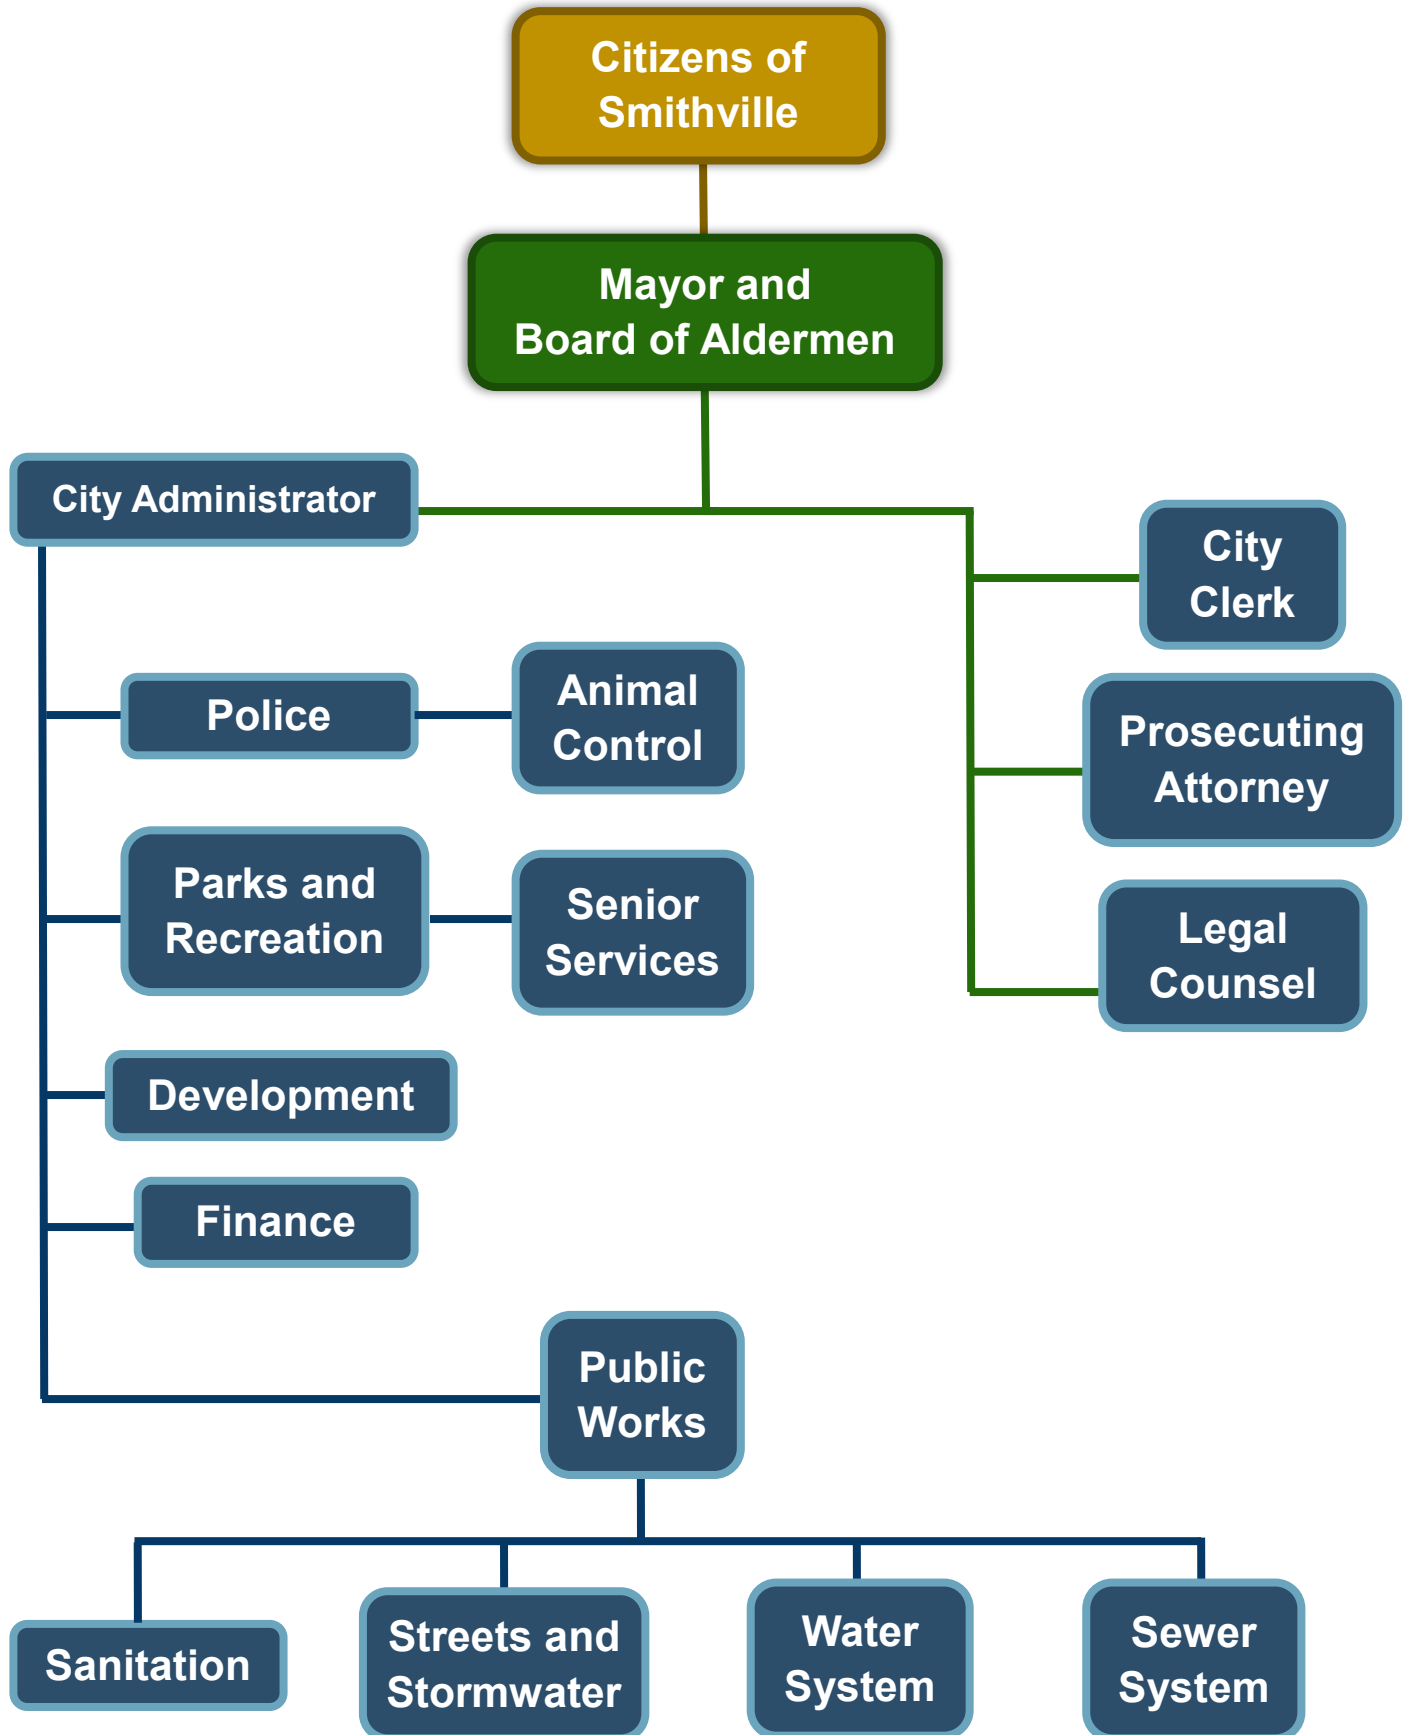 Citizens of
Smithville
Mayor and
Board of Aldermen
City Administrator
City
Clerk
Police
Animal
Control
Prosecuting
Attorney
Parks and
Recreation
Senior
Services
Legal
Counsel
Development
Finance
Public
Works
Sanitation
Streets and
Stormwater
Water
System
Sewer
System